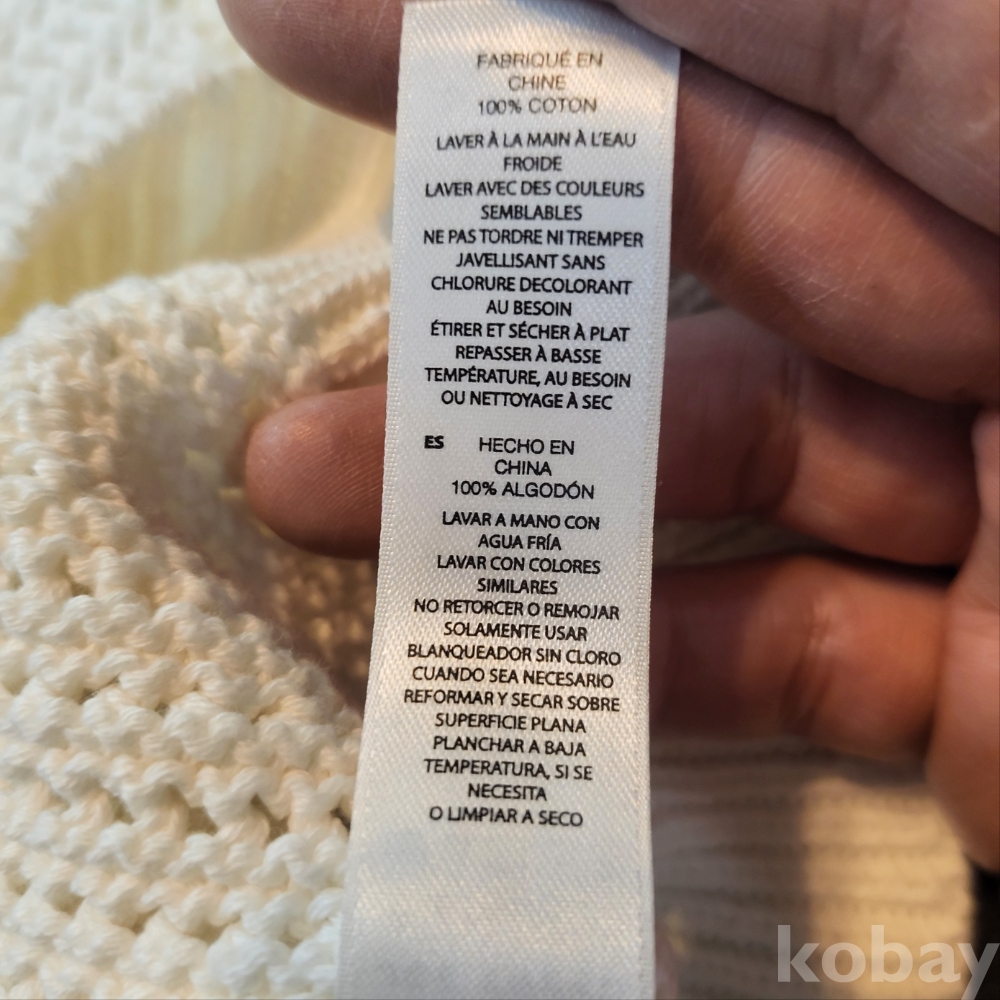 FABRIQUÉ EN
CHINE
100% COTON
LAVER À LA MAIN À L'EAU
FROIDE
LAVER AVEC DES COULEURS
SEMBLABLES
NE PAS TORDRE NI TREMPER
JAVELLISANT SANS
CHLORURE DECOLORANT
AU BESOIN
ÉTIRER ET SÉCHER À PLAT
REPASSER À BASSE
TEMPÉRATURE, AU BESOIN
OU NETTOYAGE À SEC
ES HECHO EN
CHINA
100% ALGODÓN
LAVAR A MANO CON
AGUA FRÍA
LAVAR CON COLORES
SIMILARES
NO RETORCER O REMOJAR
SOLAMENTE USAR
BLANQUEADOR SIN CLORO
CUANDO SEA NECESARIO
REFORMAR Y SECAR SOBRE
SUPERFICIE PLANA
PLANCHAR A BAJA
TEMPERATURA, SI SE
NECESITA
O LIMPIAR A SECO
kobay